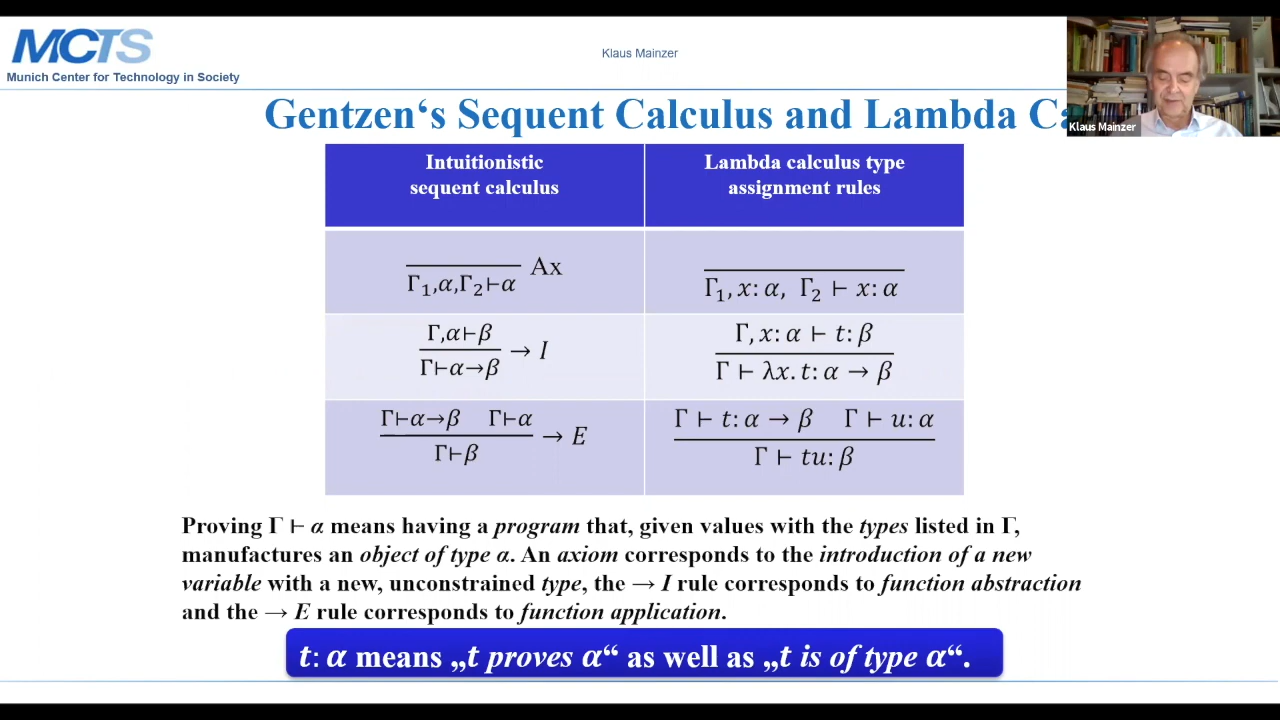 MCTS
Munich Center for Technology in Society
Klaus Mainzer
Gentzen‘s Sequent Calculus and Lambda
Klaus Mainzer
Intuitionistic
sequent calculus
Lambda calculus type
assignment rules
Γ₁,α,Γ₂⊢α Ax
Γ₁, x: α, Γ₂ ⊢ x: α
Γ,α⊢β
Γ⊢α→β → I
Γ, x: α ⊢ t: β
Γ ⊢ λx. t: α → β
Γ⊢α→β Γ⊢α
Γ⊢β → E
Γ ⊢ t: α → β Γ ⊢ u: α
Γ ⊢ tu: β
Proving Γ ⊢ α means having a program that, given values with the types listed in Γ,
manufactures an object of type α. An axiom corresponds to the introduction of a new
variable with a new, unconstrained type, the → I rule corresponds to function abstraction
and the → E rule corresponds to function application.
t: α means „t proves α“ as well as „t is of type α“.